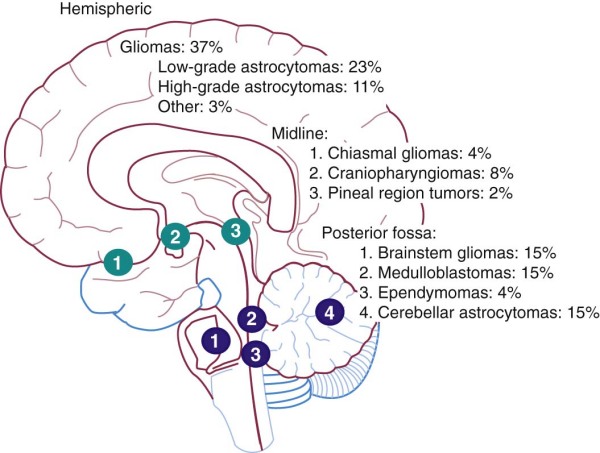 Hemispheric
Gliomas: 37%
Low-grade astrocytomas: 23%
High-grade astrocytomas: 11%
Other: 3%
Midline:
1. Chiasmal gliomas: 4%
2. Craniopharyngiomas: 8%
3. Pineal region tumors: 2%
Posterior fossa:
1. Brainstem gliomas: 15%
2. Medulloblastomas: 15%
3. Ependymomas: 4%
4. Cerebellar astrocytomas: 15%
1
2
3
1
2
3
4